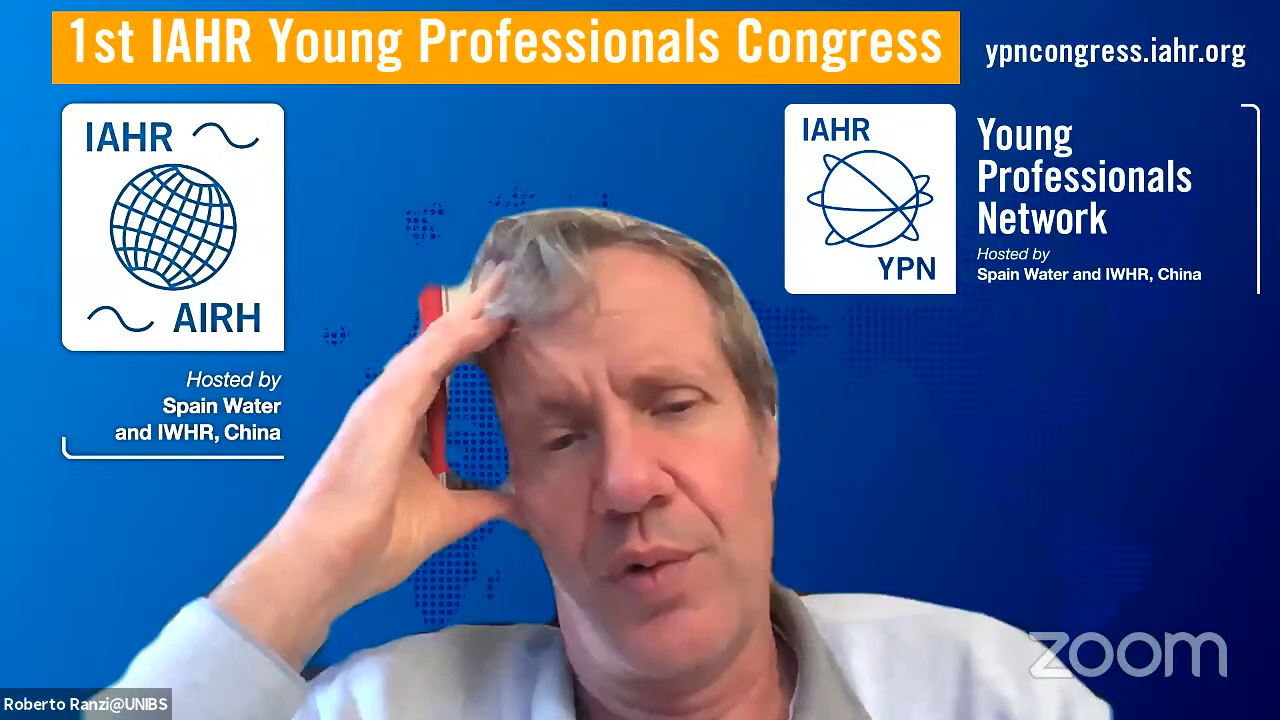 1st IAHR Young Professionals Congress
ypncongress.iahr.org
IAHR
AIRH
Hosted by
Spain Water
and IWHR, China
IAHR
YPN
Young
Professionals
Network
Hosted by
Spain Water and IWHR, China
zoom
Roberto Ranzi@UNIBS